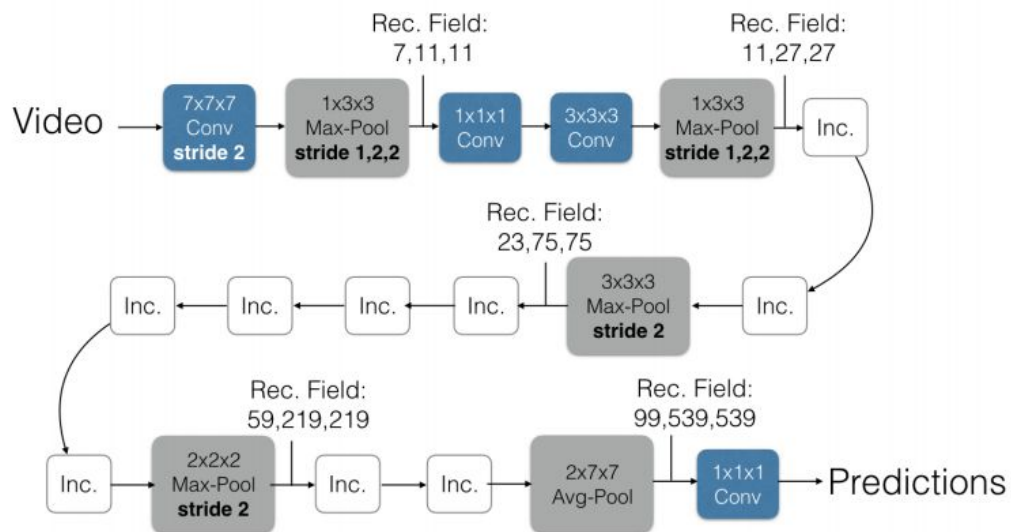 Rec. Field:
7,11,11
Rec. Field:
11,27,27
Video
7x7x7
Conv
stride 2
1x3x3
Max-Pool
stride 1,2,2
1x1x1
Conv
3x3x3
Conv
1x3x3
Max-Pool
stride 1,2,2
Inc.
Rec. Field:
23,75,75
Inc.
Inc.
Inc.
Inc.
3x3x3
Max-Pool
stride 2
Inc.
Rec. Field:
59,219,219
Rec. Field:
99,539,539
Inc.
2x2x2
Max-Pool
stride 2
Inc.
Inc.
2x7x7
Avg-Pool
1x1x1
Conv
Predictions